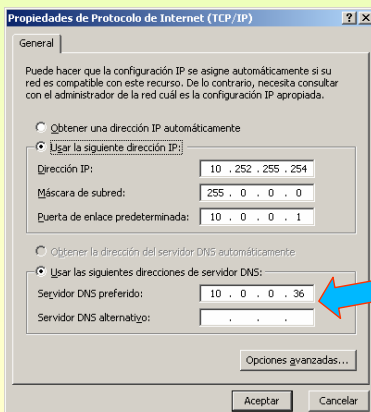 Propiedades de Protocolo de Internet (TCP/IP)
General
Puede hacer que la configuración IP se asigne automáticamente si su
red es compatible con este recurso. De lo contrario, necesita consultar
con el administrador de la red cuál es la configuración IP apropiada.
Obtener una dirección IP automáticamente
Usar la siguiente dirección IP:
Dirección IP: 10 . 252 . 255 . 254
Máscara de subred: 255 . 0 . 0 . 0
Puerta de enlace predeterminada: 10 . 0 . 0 . 1
Obtener la dirección del servidor DNS automáticamente
Usar las siguientes direcciones de servidor DNS:
Servidor DNS preferido: 10 . 0 . 0 . 36
Servidor DNS alternativo: . . .
Opciones avanzadas...
Aceptar Cancelar